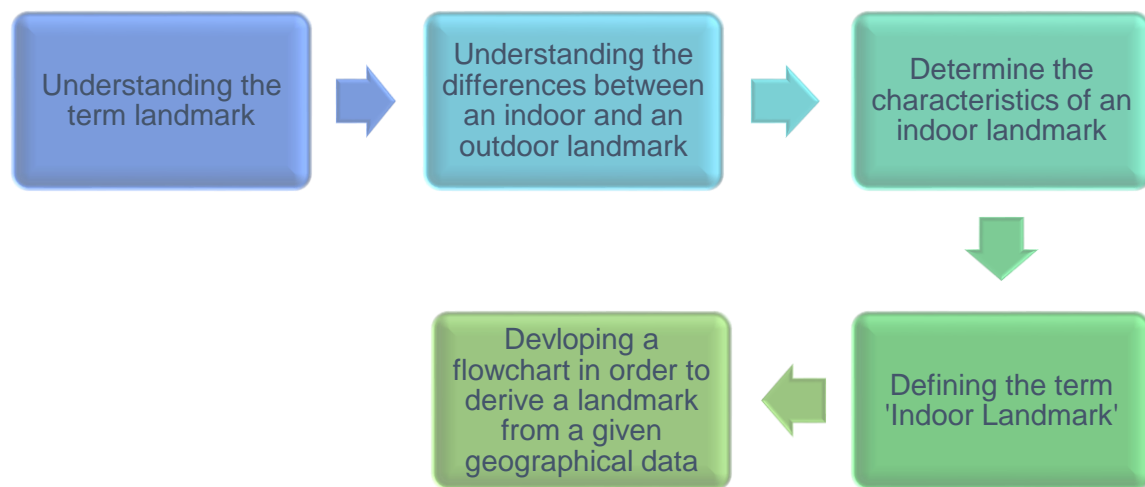 Understanding the
term landmark
Understanding the
differences between
an indoor and an
outdoor landmark
Determine the
characteristics of an
indoor landmark
Defining the term
'Indoor Landmark'
Devloping a
flowchart in order to
derive a landmark
from a given
geographical data